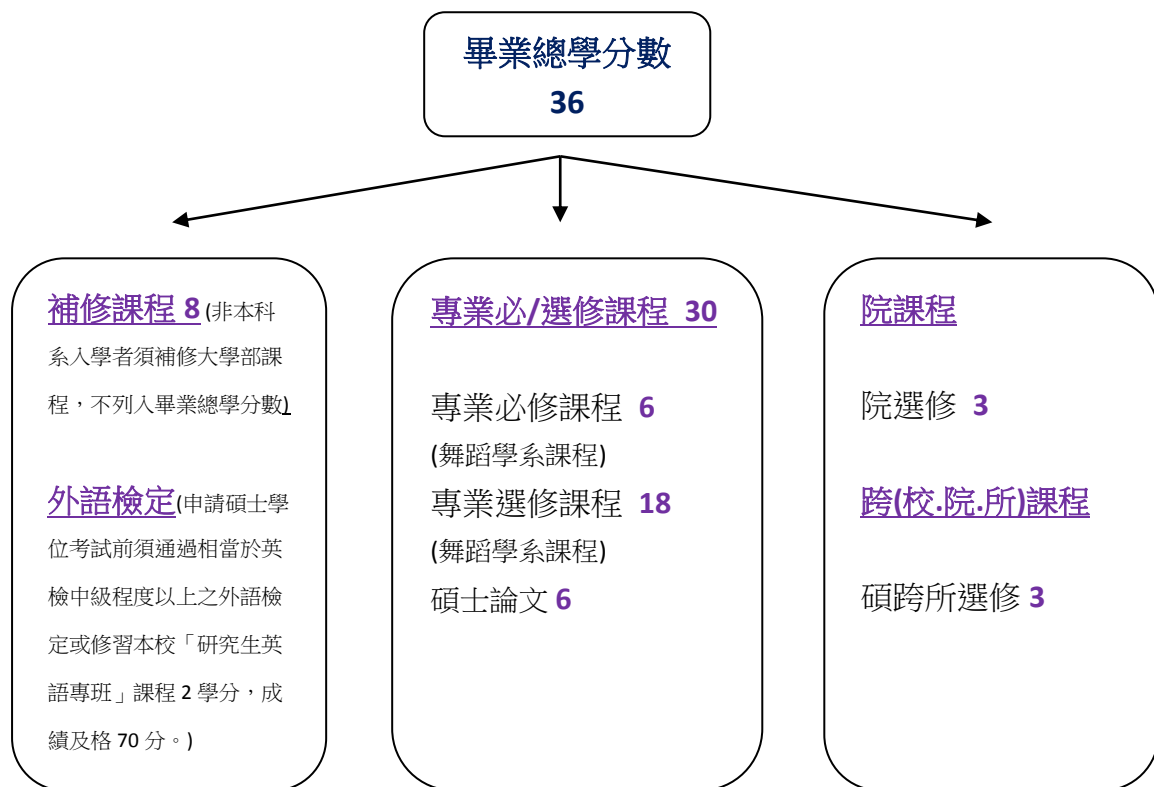 畢業總學分數
36
補修課程 8 (非本科
系入學者須補修大學部課
程，不列入畢業總學分數)
外語檢定(申請碩士學
位考試前須通過相當於英
檢中級程度以上之外語檢
定或修習本校「研究生英
語專班」課程 2 學分，成
績及格 70 分。)
專業必/選修課程 30
專業必修課程 6
(舞蹈學系課程)
專業選修課程 18
(舞蹈學系課程)
碩士論文 6
院課程
院選修 3
跨(校.院.所)課程
碩跨所選修 3